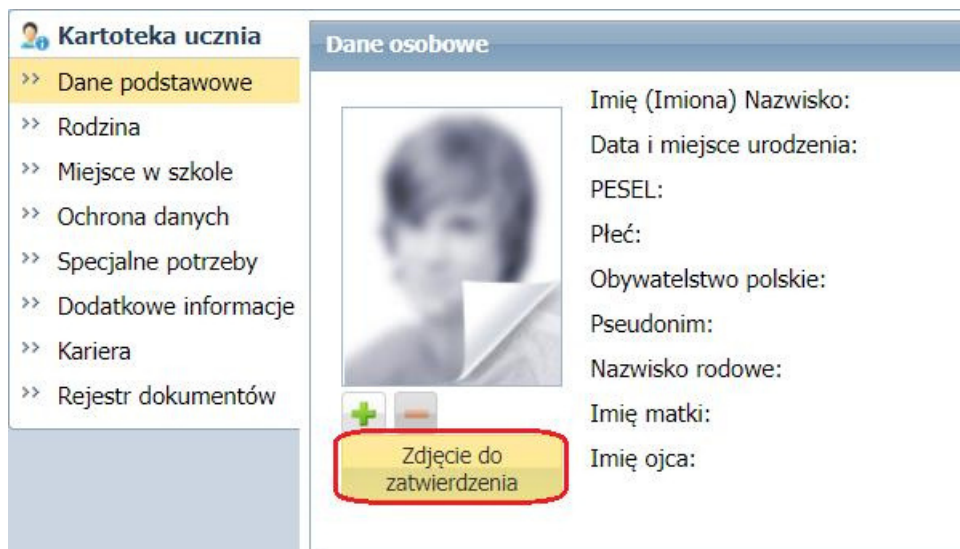 Kartoteka ucznia
>> Dane podstawowe
>> Rodzina
>> Miejsce w szkole
>> Ochrona danych
>> Specjalne potrzeby
>> Dodatkowe informacje
>> Kariera
>> Rejestr dokumentów
Dane osobowe
Imię (Imiona) Nazwisko:
Data i miejsce urodzenia:
PESEL:
Płeć:
Obywatelstwo polskie:
Pseudonim:
Nazwisko rodowe:
Imię matki:
Imię ojca:
Zdjęcie do
zatwierdzenia